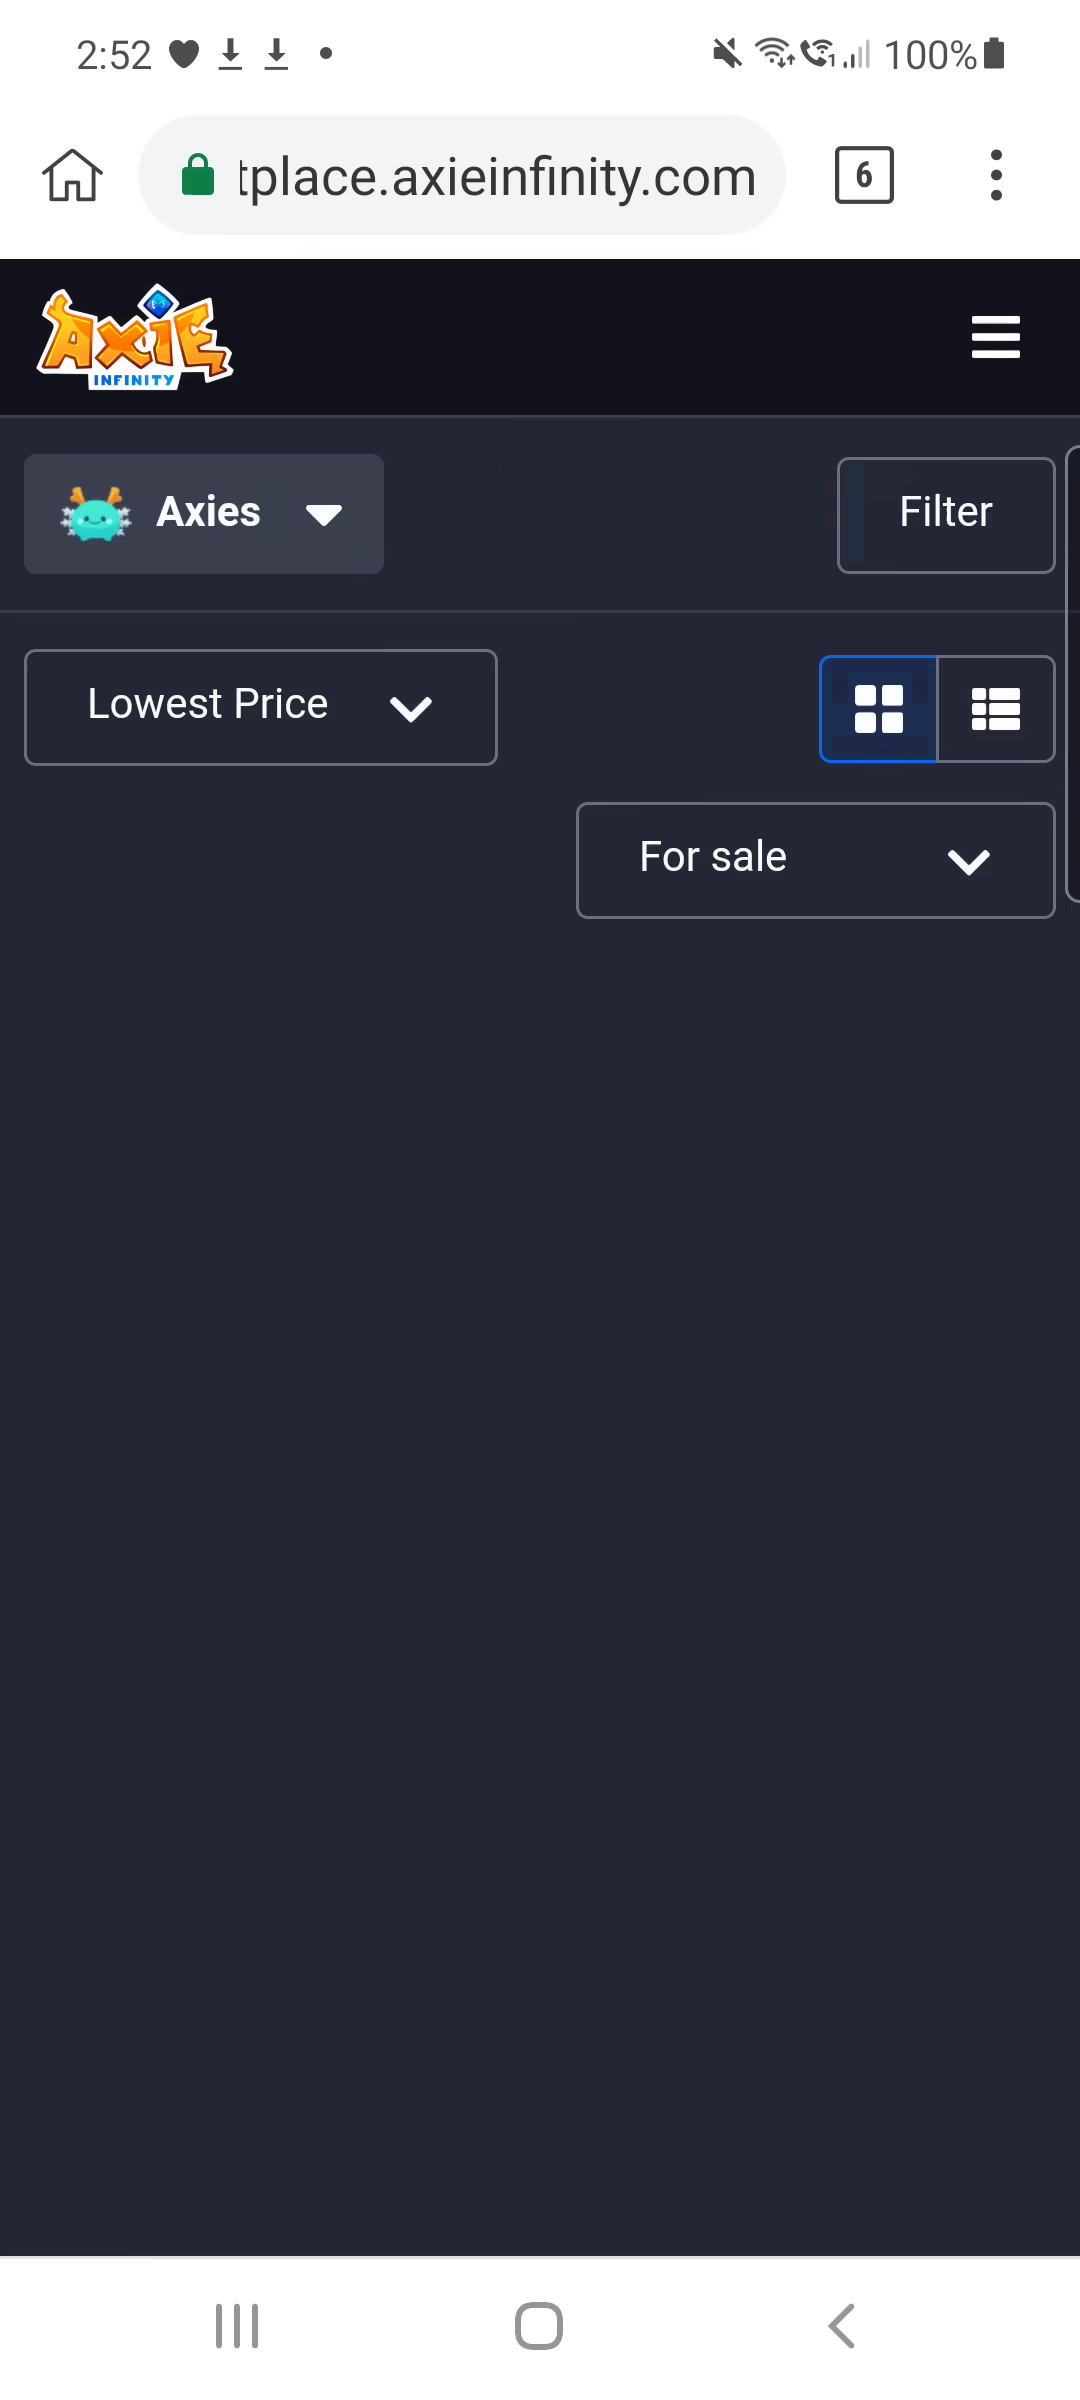 2:52
100%
tplace.axieinfinity.com
6
AXIE
INFINITY
Axies
Filter
Lowest Price
For sale